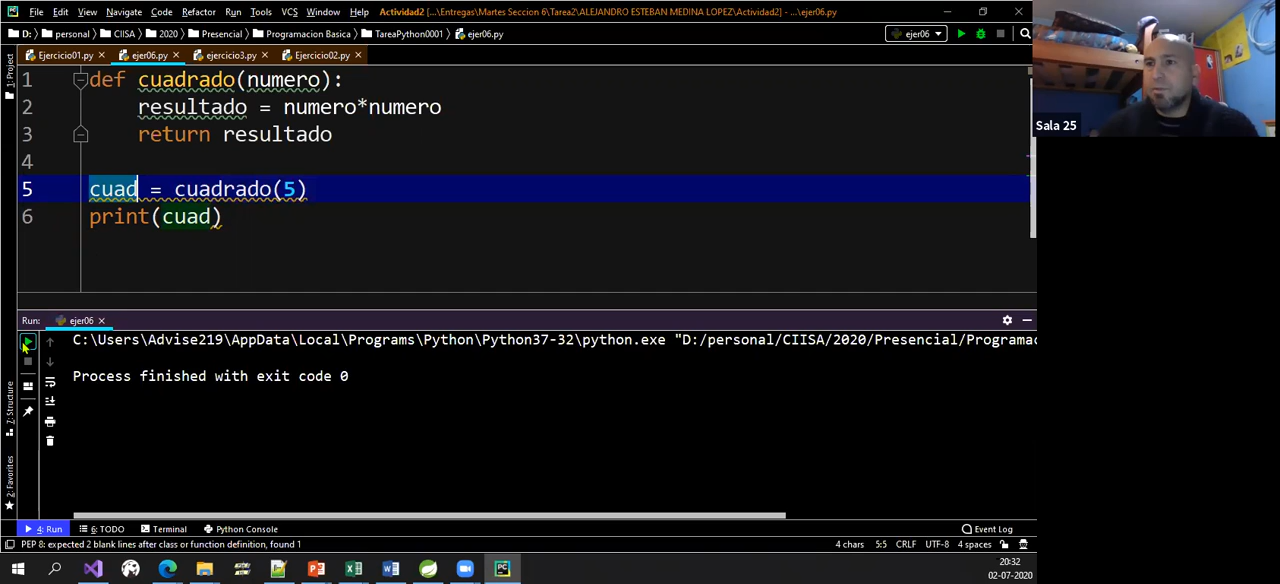 File Edit View Navigate Code Refactor Run Tools VCS Window Help Actividad2 [...\Entregas\Martes Seccion 6\Tarea2\ALEJANDRO ESTEBAN MEDINA LOPEZ\Actividad2] - ...\ejer06.py
D: personal CIISA 2020 Presencial Programacion Basica TareaPython0001 ejer06.py ejer06
Ejercicio01.py ejer06.py ejercicio3.py Ejercicio02.py
1: Project
1 def cuadrado(numero):
2 resultado = numero*numero
3 return resultado
4
5 cuad = cuadrado(5)
6 print(cuad)
Sala 25
Run: ejer06
C:\Users\Advise219\AppData\Local\Programs\Python\Python37-32\python.exe "D:/personal/CIISA/2020/Presencial/Programac
Process finished with exit code 0
7: Structure
2: Favorites
4: Run 6: TODO Terminal Python Console Event Log
PEP 8: expected 2 blank lines after class or function definition, found 1 4 chars 5:5 CRLF UTF-8 4 spaces
20:32
02-07-2020